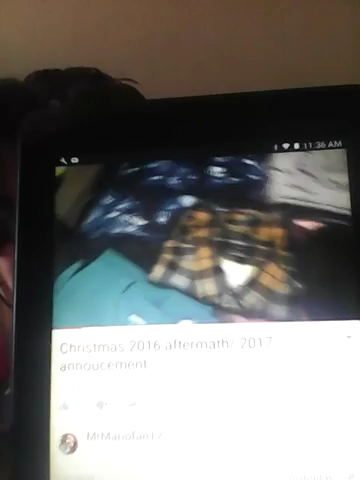 11:36 AM
Christmas 2016 aftermath/ 2017
annoucement
MrMariofan12